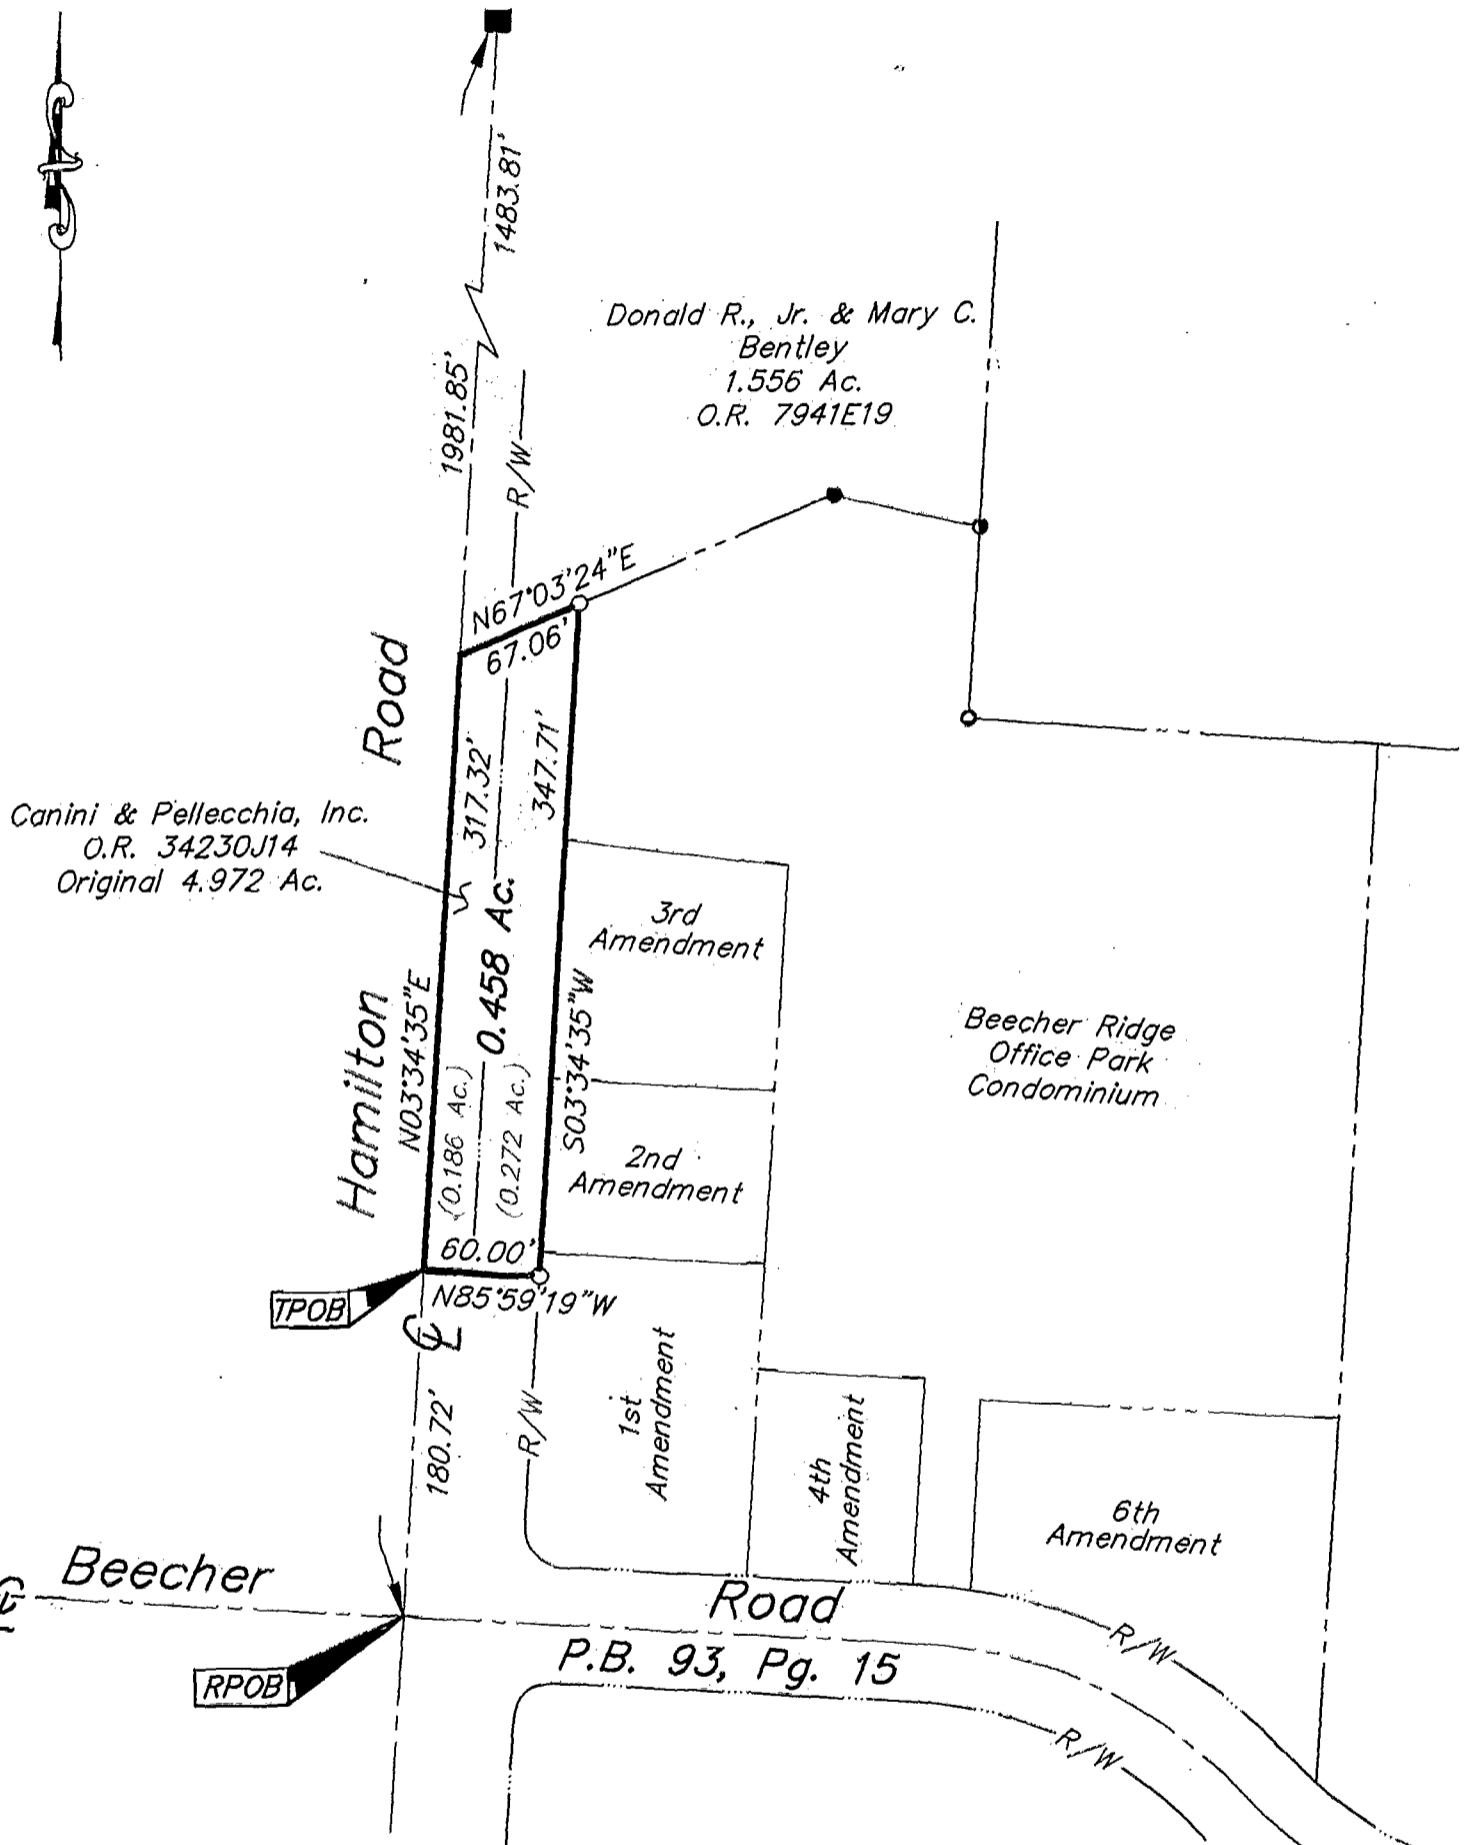 1483.81'
Donald R., Jr. & Mary C.
Bentley
1.556 Ac.
O.R. 7941E19
1981.85'
R/W
N67°03'24"E
67.06'
Road
317.32'
347.71'
Canini & Pellecchia, Inc.
O.R. 34230J14
Original 4.972 Ac.
0.458 Ac.
3rd
Amendment
Hamilton
N03°34'35"E
S03°34'35"W
(0.186 Ac.)
(0.272 Ac.)
Beecher Ridge
Office Park
Condominium
2nd
Amendment
60.00'
TPOB
N85°59'19"W
℄
180.72'
R/W
1st
Amendment
4th
Amendment
6th
Amendment
℄
Beecher
Road
RPOB
P.B. 93, Pg. 15
R/W
R/W